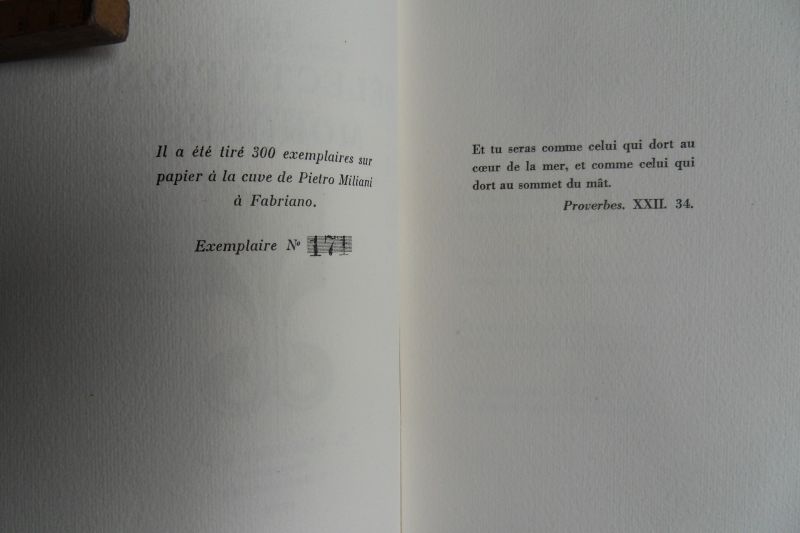 Il a été tiré 300 exemplaires sur
papier à la cuve de Pietro Miliani
à Fabriano.
Exemplaire Nº 171
Et tu seras comme celui qui dort au
cœur de la mer, et comme celui qui
dort au sommet du mât.
Proverbes. XXII. 34.